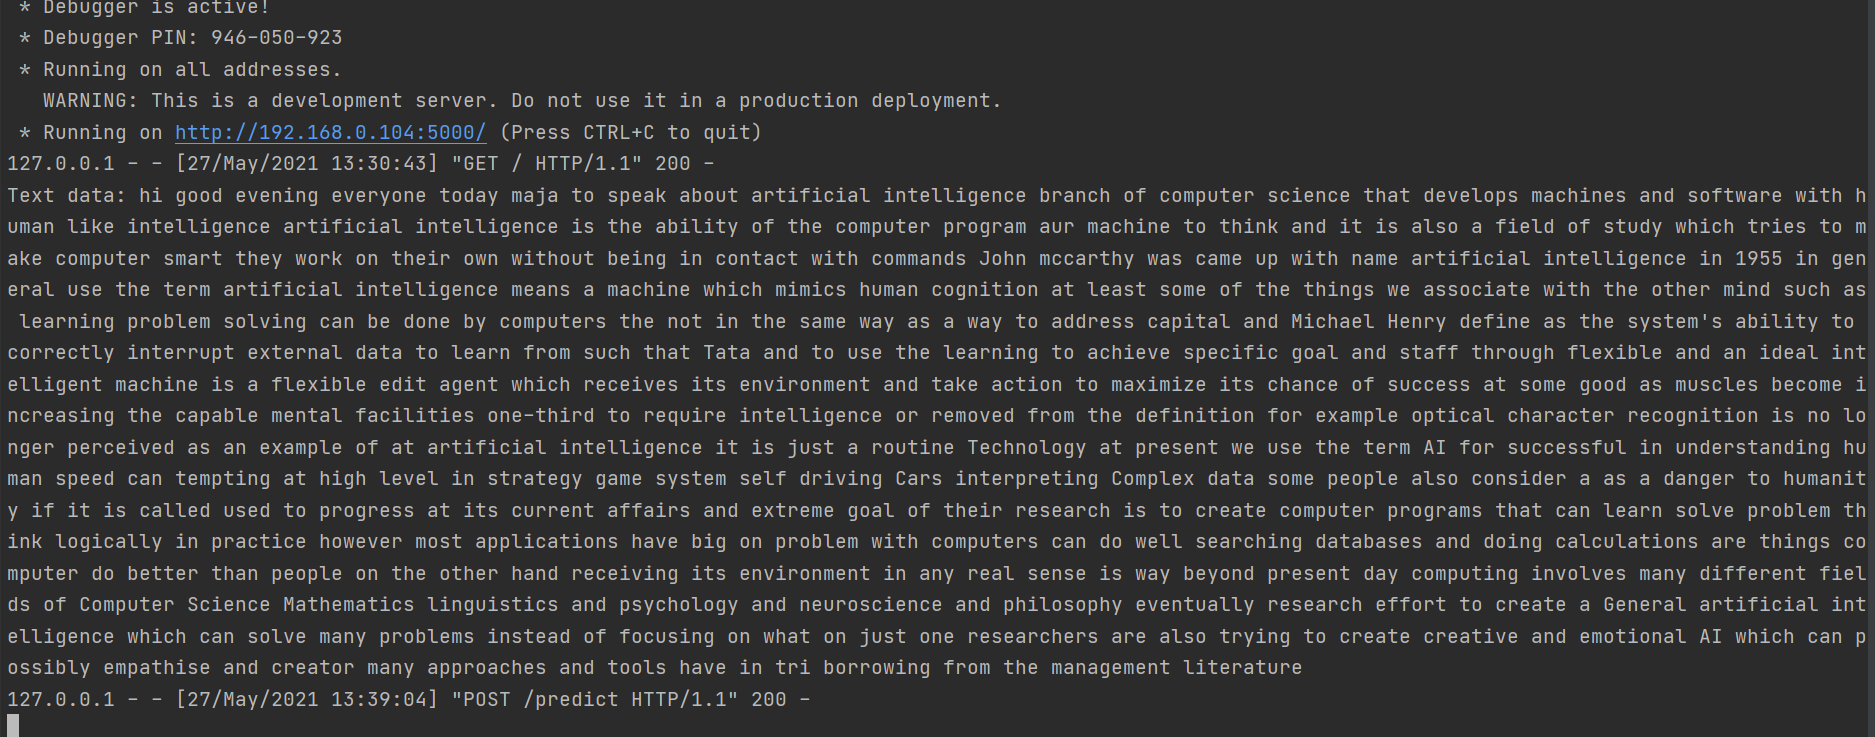 * Debugger is active!
* Debugger PIN: 946-050-923
* Running on all addresses.
WARNING: This is a development server. Do not use it in a production deployment.
* Running on http://192.168.0.104:5000/ (Press CTRL+C to quit)
127.0.0.1 - - [27/May/2021 13:30:43] "GET / HTTP/1.1" 200 -
Text data: hi good evening everyone today maja to speak about artificial intelligence branch of computer science that develops machines and software with h
uman like intelligence artificial intelligence is the ability of the computer program aur machine to think and it is also a field of study which tries to m
ake computer smart they work on their own without being in contact with commands John mccarthy was came up with name artificial intelligence in 1955 in gen
eral use the term artificial intelligence means a machine which mimics human cognition at least some of the things we associate with the other mind such as
learning problem solving can be done by computers the not in the same way as a way to address capital and Michael Henry define as the system's ability to
correctly interrupt external data to learn from such that Tata and to use the learning to achieve specific goal and staff through flexible and an ideal int
elligent machine is a flexible edit agent which receives its environment and take action to maximize its chance of success at some good as muscles become i
ncreasing the capable mental facilities one-third to require intelligence or removed from the definition for example optical character recognition is no lo
nger perceived as an example of at artificial intelligence it is just a routine Technology at present we use the term AI for successful in understanding hu
man speed can tempting at high level in strategy game system self driving Cars interpreting Complex data some people also consider a as a danger to humanit
y if it is called used to progress at its current affairs and extreme goal of their research is to create computer programs that can learn solve problem th
ink logically in practice however most applications have big on problem with computers can do well searching databases and doing calculations are things co
mputer do better than people on the other hand receiving its environment in any real sense is way beyond present day computing involves many different fiel
ds of Computer Science Mathematics linguistics and psychology and neuroscience and philosophy eventually research effort to create a General artificial int
elligence which can solve many problems instead of focusing on what on just one researchers are also trying to create creative and emotional AI which can p
ossibly empathise and creator many approaches and tools have in tri borrowing from the management literature
127.0.0.1 - - [27/May/2021 13:39:04] "POST /predict HTTP/1.1" 200 -